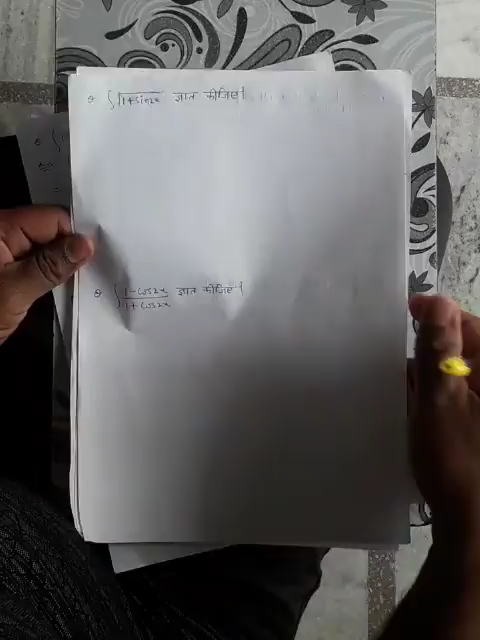 Q ∫ √1+sin2x ज्ञात कीजिए।
Q ∫ 1-cos2x / 1+cos2x ज्ञात कीजिए।